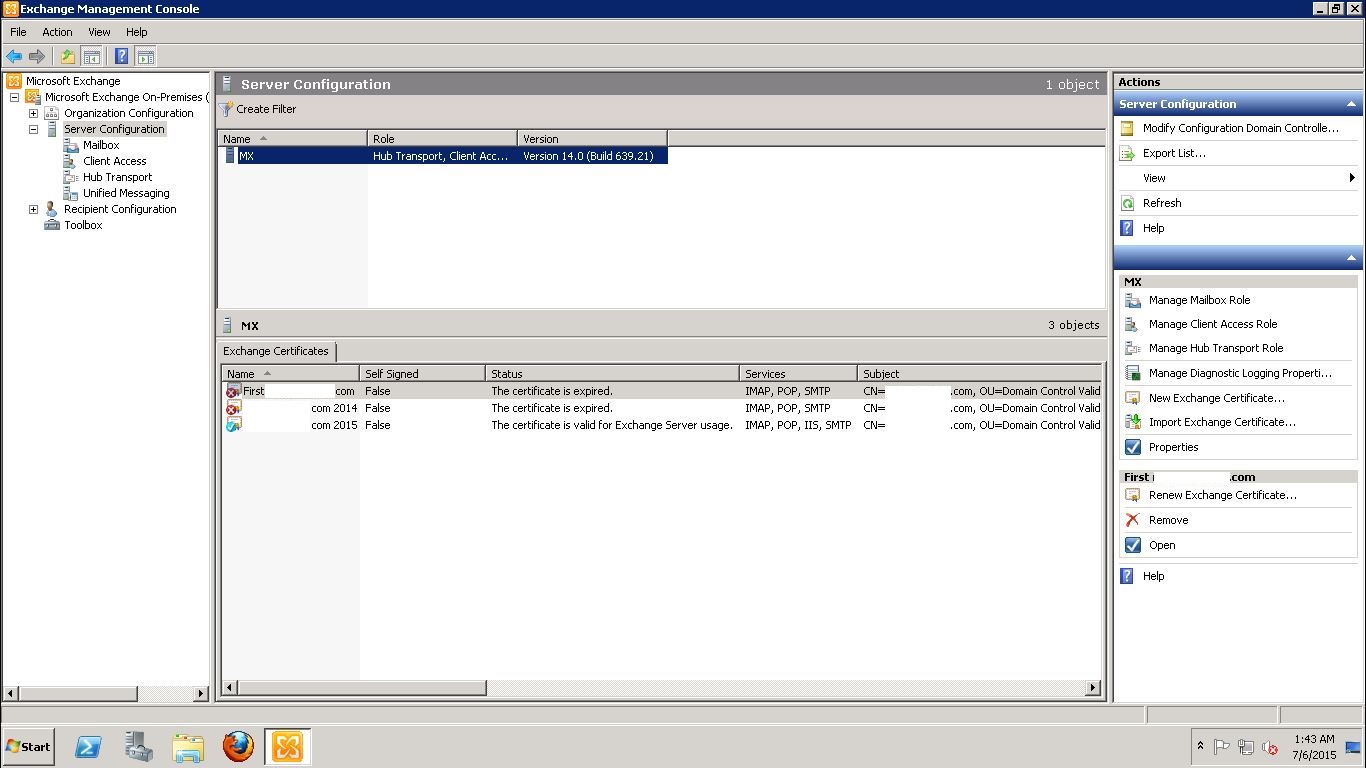 Exchange Management Console
File Action View Help
Microsoft Exchange
Microsoft Exchange On-Premises (
Organization Configuration
Server Configuration
Mailbox
Client Access
Hub Transport
Unified Messaging
Recipient Configuration
Toolbox
Server Configuration 1 object
Create Filter
Name Role Version
MX Hub Transport, Client Acc... Version 14.0 (Build 639.21)
MX 3 objects
Exchange Certificates
Name Self Signed Status Services Subject
First com False The certificate is expired. IMAP, POP, SMTP CN= .com, OU=Domain Control Valid
com 2014 False The certificate is expired. IMAP, POP, SMTP CN= .com, OU=Domain Control Valid
com 2015 False The certificate is valid for Exchange Server usage. IMAP, POP, IIS, SMTP CN= .com, OU=Domain Control Valid
Actions
Server Configuration
Modify Configuration Domain Controlle...
Export List...
View
Refresh
Help
MX
Manage Mailbox Role
Manage Client Access Role
Manage Hub Transport Role
Manage Diagnostic Logging Properti...
New Exchange Certificate...
Import Exchange Certificate...
Properties
First .com
Renew Exchange Certificate...
Remove
Open
Help
Start
1:43 AM
7/6/2015